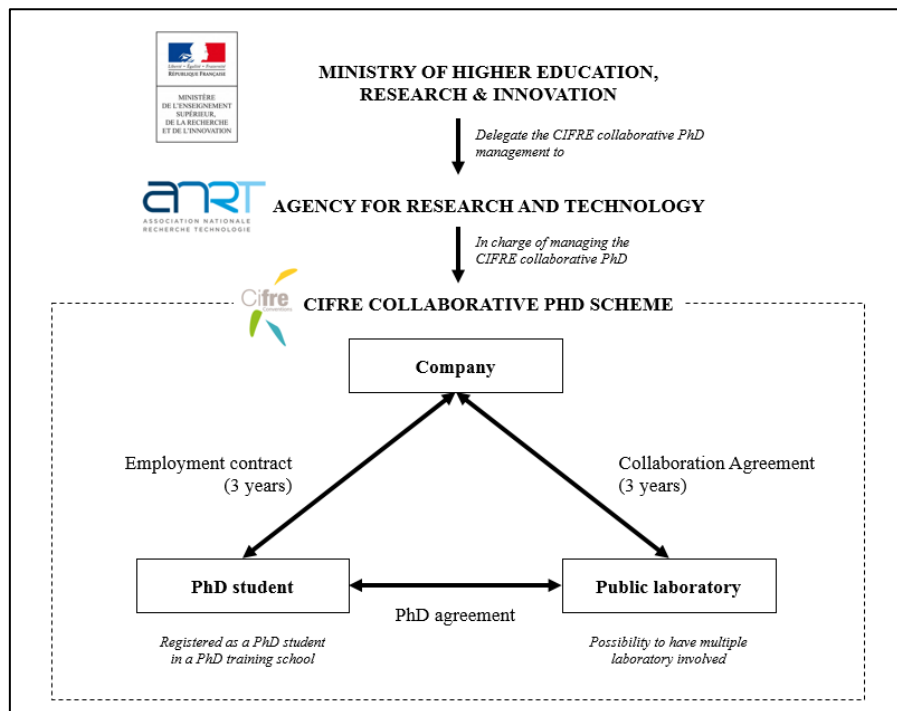 Liberté • Égalité • Fraternité
RÉPUBLIQUE FRANÇAISE
MINISTÈRE
DE L'ENSEIGNEMENT
SUPÉRIEUR,
DE LA RECHERCHE
ET DE L'INNOVATION
MINISTRY OF HIGHER EDUCATION,
RESEARCH & INNOVATION
Delegate the CIFRE collaborative PhD
management to
anrt
ASSOCIATION NATIONALE
RECHERCHE TECHNOLOGIE
AGENCY FOR RESEARCH AND TECHNOLOGY
In charge of managing the
CIFRE collaborative PhD
Cifre
Conventions
CIFRE COLLABORATIVE PHD SCHEME
Company
Employment contract
(3 years)
Collaboration Agreement
(3 years)
PhD student
Public laboratory
PhD agreement
Registered as a PhD student
in a PhD training school
Possibility to have multiple
laboratory involved